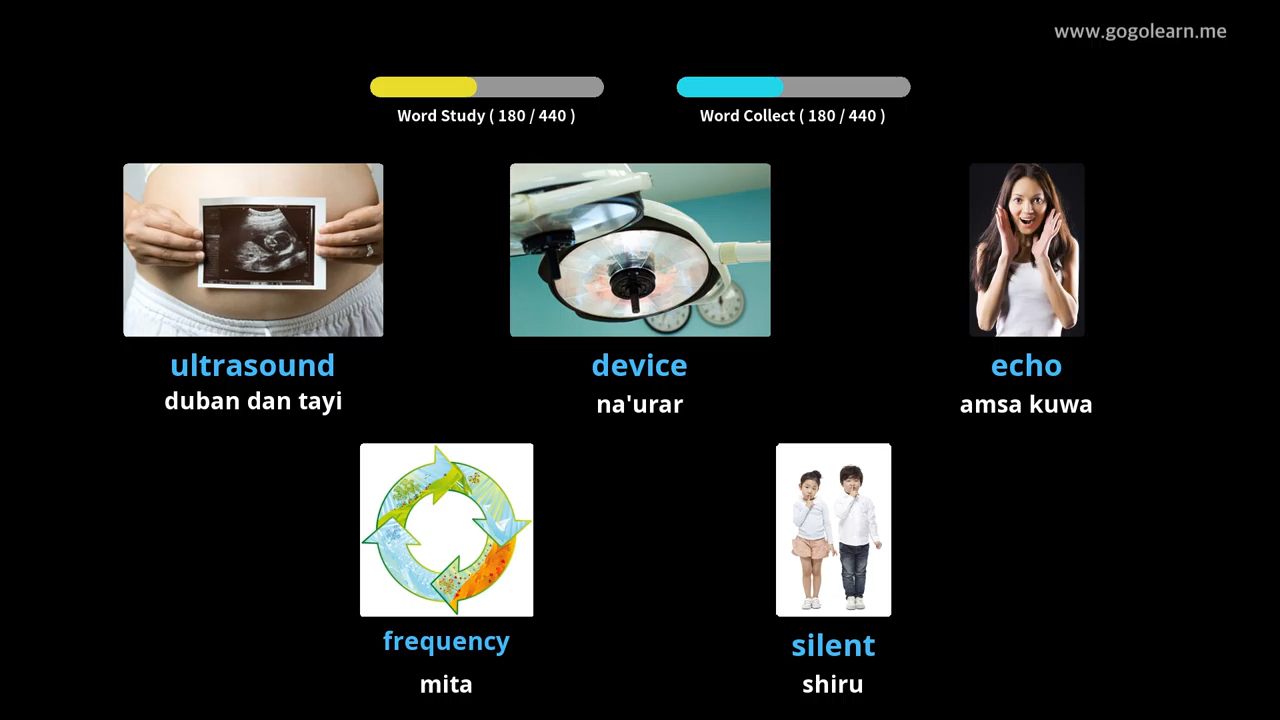 www.gogolearn.me
Word Study ( 180 / 440 )
Word Collect ( 180 / 440 )
ultrasound
duban dan tayi
device
na'urar
echo
amsa kuwa
frequency
mita
silent
shiru